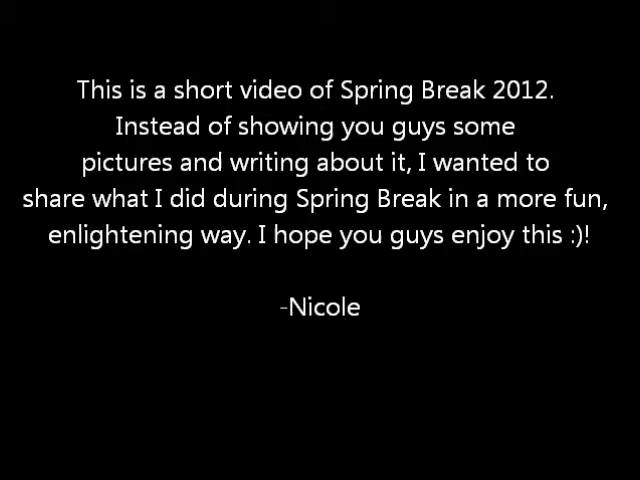 This is a short video of Spring Break 2012.
Instead of showing you guys some
pictures and writing about it, I wanted to
share what I did during Spring Break in a more fun,
enlightening way. I hope you guys enjoy this :)!
-Nicole